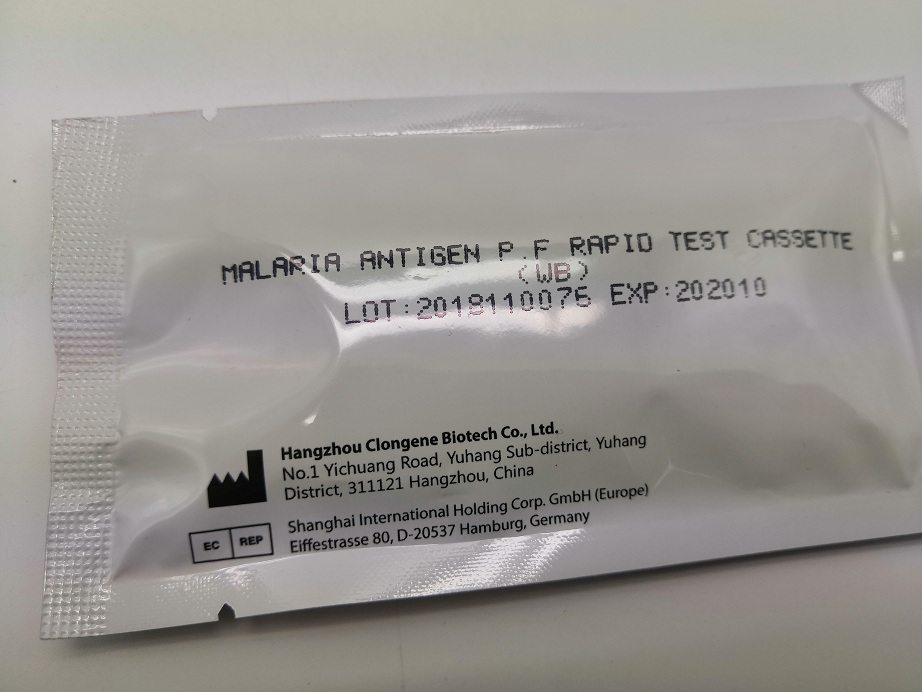 MALARIA ANTIGEN P.F RAPID TEST CASSETTE
(WB)
LOT:2018110076 EXP:202010
Hangzhou Clongene Biotech Co., Ltd.
No.1 Yichuang Road, Yuhang Sub-district, Yuhang
District, 311121 Hangzhou, China
EC REP
Shanghai International Holding Corp. GmbH (Europe)
Eiffestrasse 80, D-20537 Hamburg, Germany